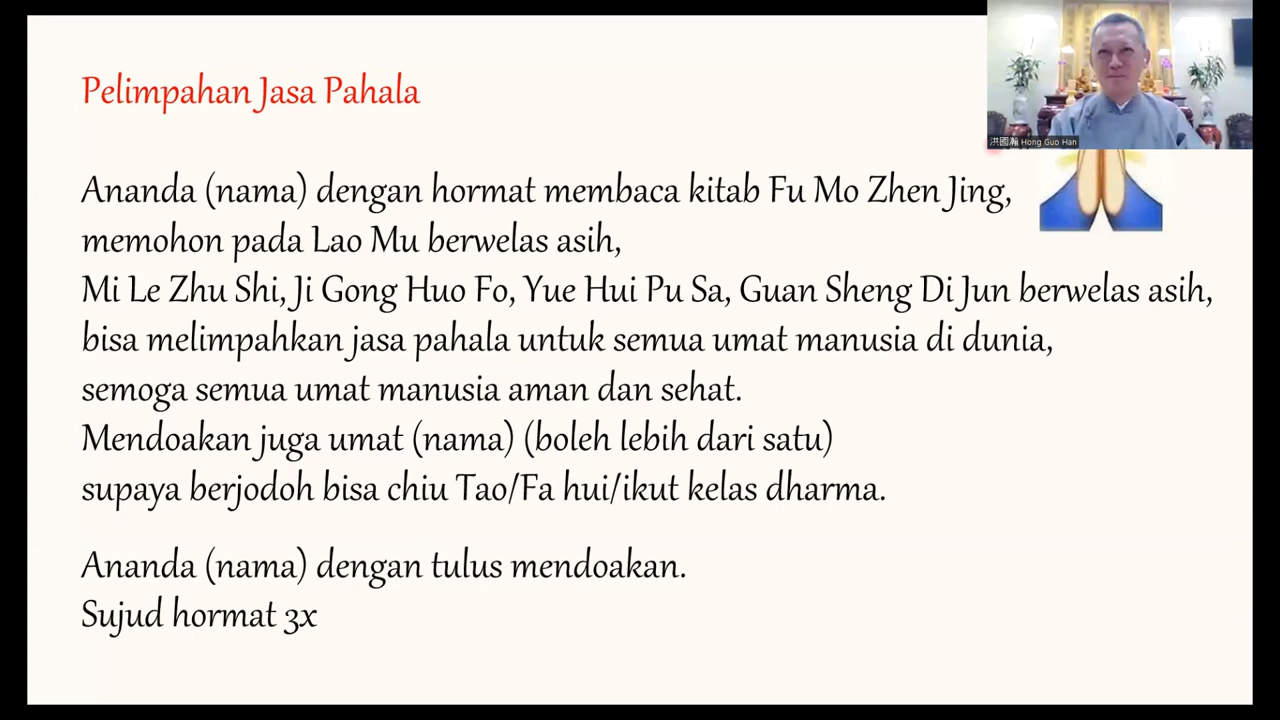 Pelimpahan Jasa Pahala
洪國瀚 Hong Guo Han
Ananda (nama) dengan hormat membaca kitab Fu Mo Zhen Jing,
memohon pada Lao Mu berwelas asih,
Mi Le Zhu Shi, Ji Gong Huo Fo, Yue Hui Pu Sa, Guan Sheng Di Jun berwelas asih,
bisa melimpahkan jasa pahala untuk semua umat manusia di dunia,
semoga semua umat manusia aman dan sehat.
Mendoakan juga umat (nama) (boleh lebih dari satu)
supaya berjodoh bisa chiu Tao/Fa hui/ikut kelas dharma.
Ananda (nama) dengan tulus mendoakan.
Sujud hormat 3x